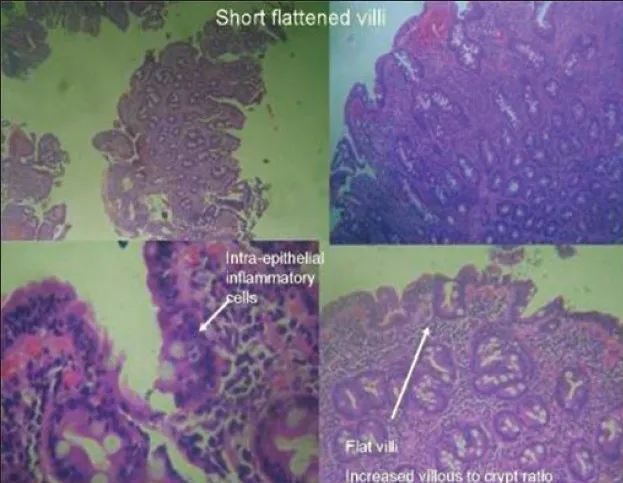 Short flattened villi
Intra-epithelial
inflammatory
cells
Flat villi
Increased villous to crypt ratio